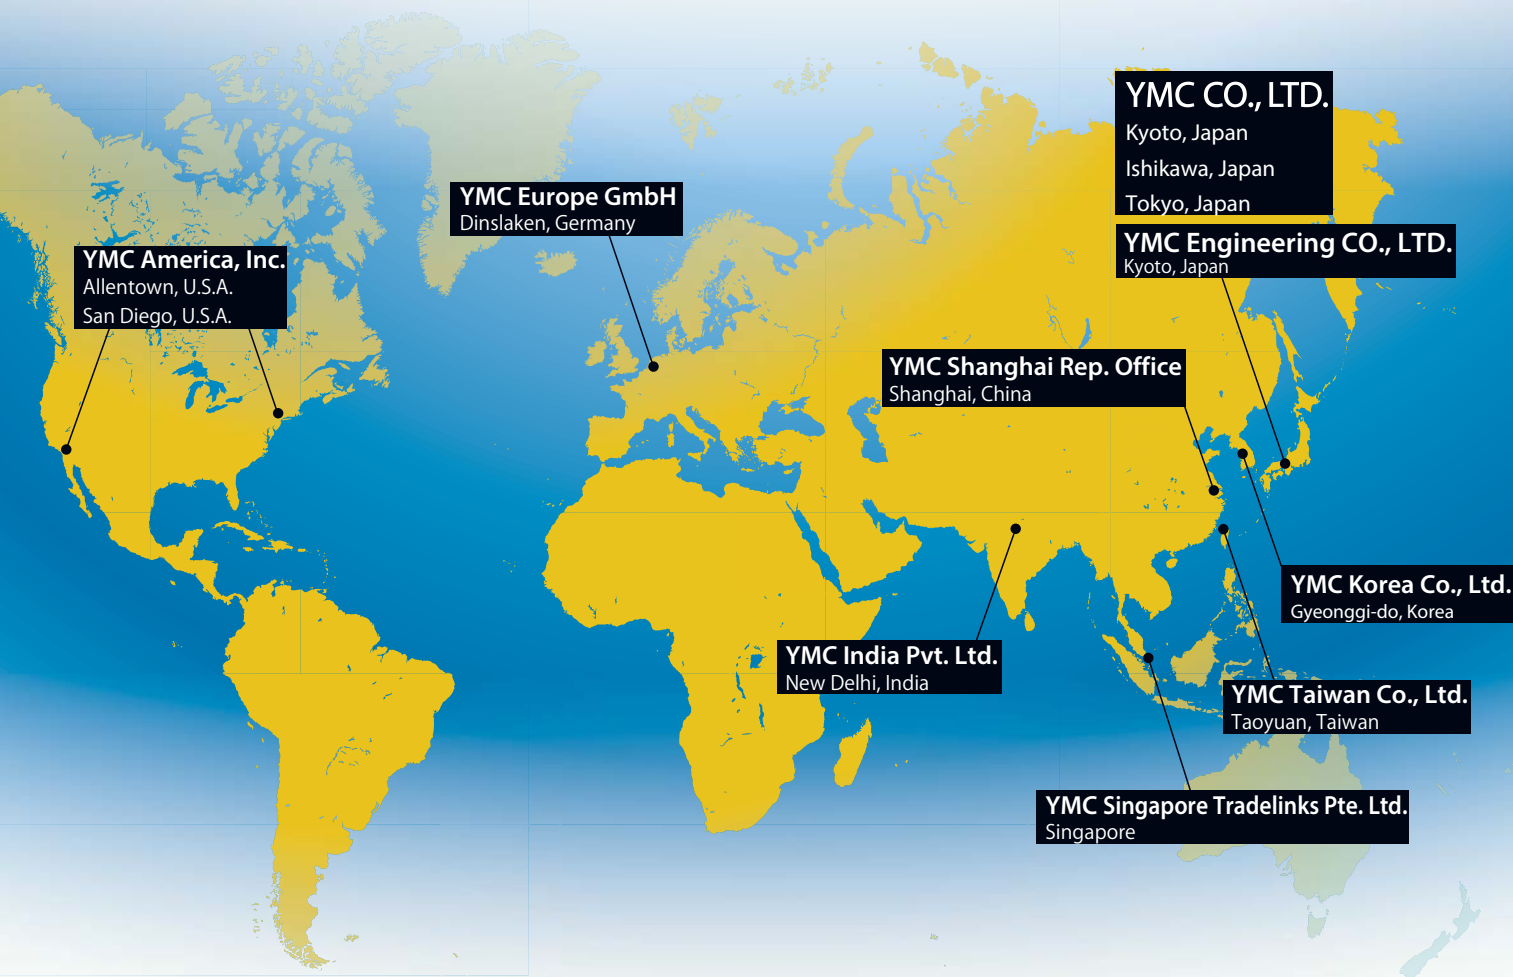 YMC CO., LTD.
Kyoto, Japan
Ishikawa, Japan
Tokyo, Japan
YMC Europe GmbH
Dinslaken, Germany
YMC Engineering CO., LTD.
Kyoto, Japan
YMC America, Inc.
Allentown, U.S.A.
San Diego, U.S.A.
YMC Shanghai Rep. Office
Shanghai, China
YMC Korea Co., Ltd.
Gyeonggi-do, Korea
YMC India Pvt. Ltd.
New Delhi, India
YMC Taiwan Co., Ltd.
Taoyuan, Taiwan
YMC Singapore Tradelinks Pte. Ltd.
Singapore